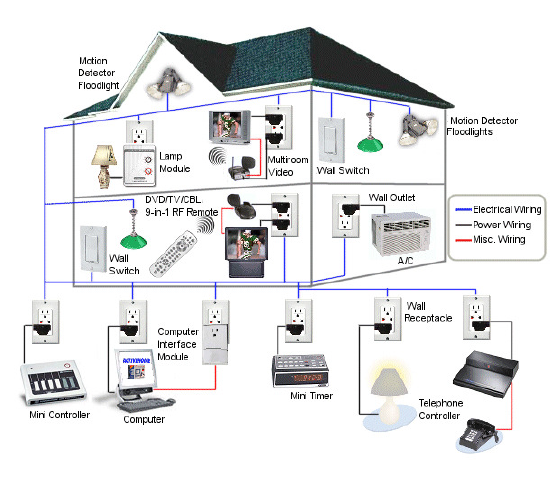 Motion
Detector
Floodlight
Motion Detector
Floodlights
Lamp
Module
Multiroom
Video
Wall Switch
DVD/TV/CBL
9-in-1 RF Remote
Wall Outlet
Wall
Switch
A/C
Electrical Wiring
Power Wiring
Misc. Wiring
Computer
Interface
Module
Wall
Receptacle
Mini Controller
Computer
Mini Timer
Telephone
Controller